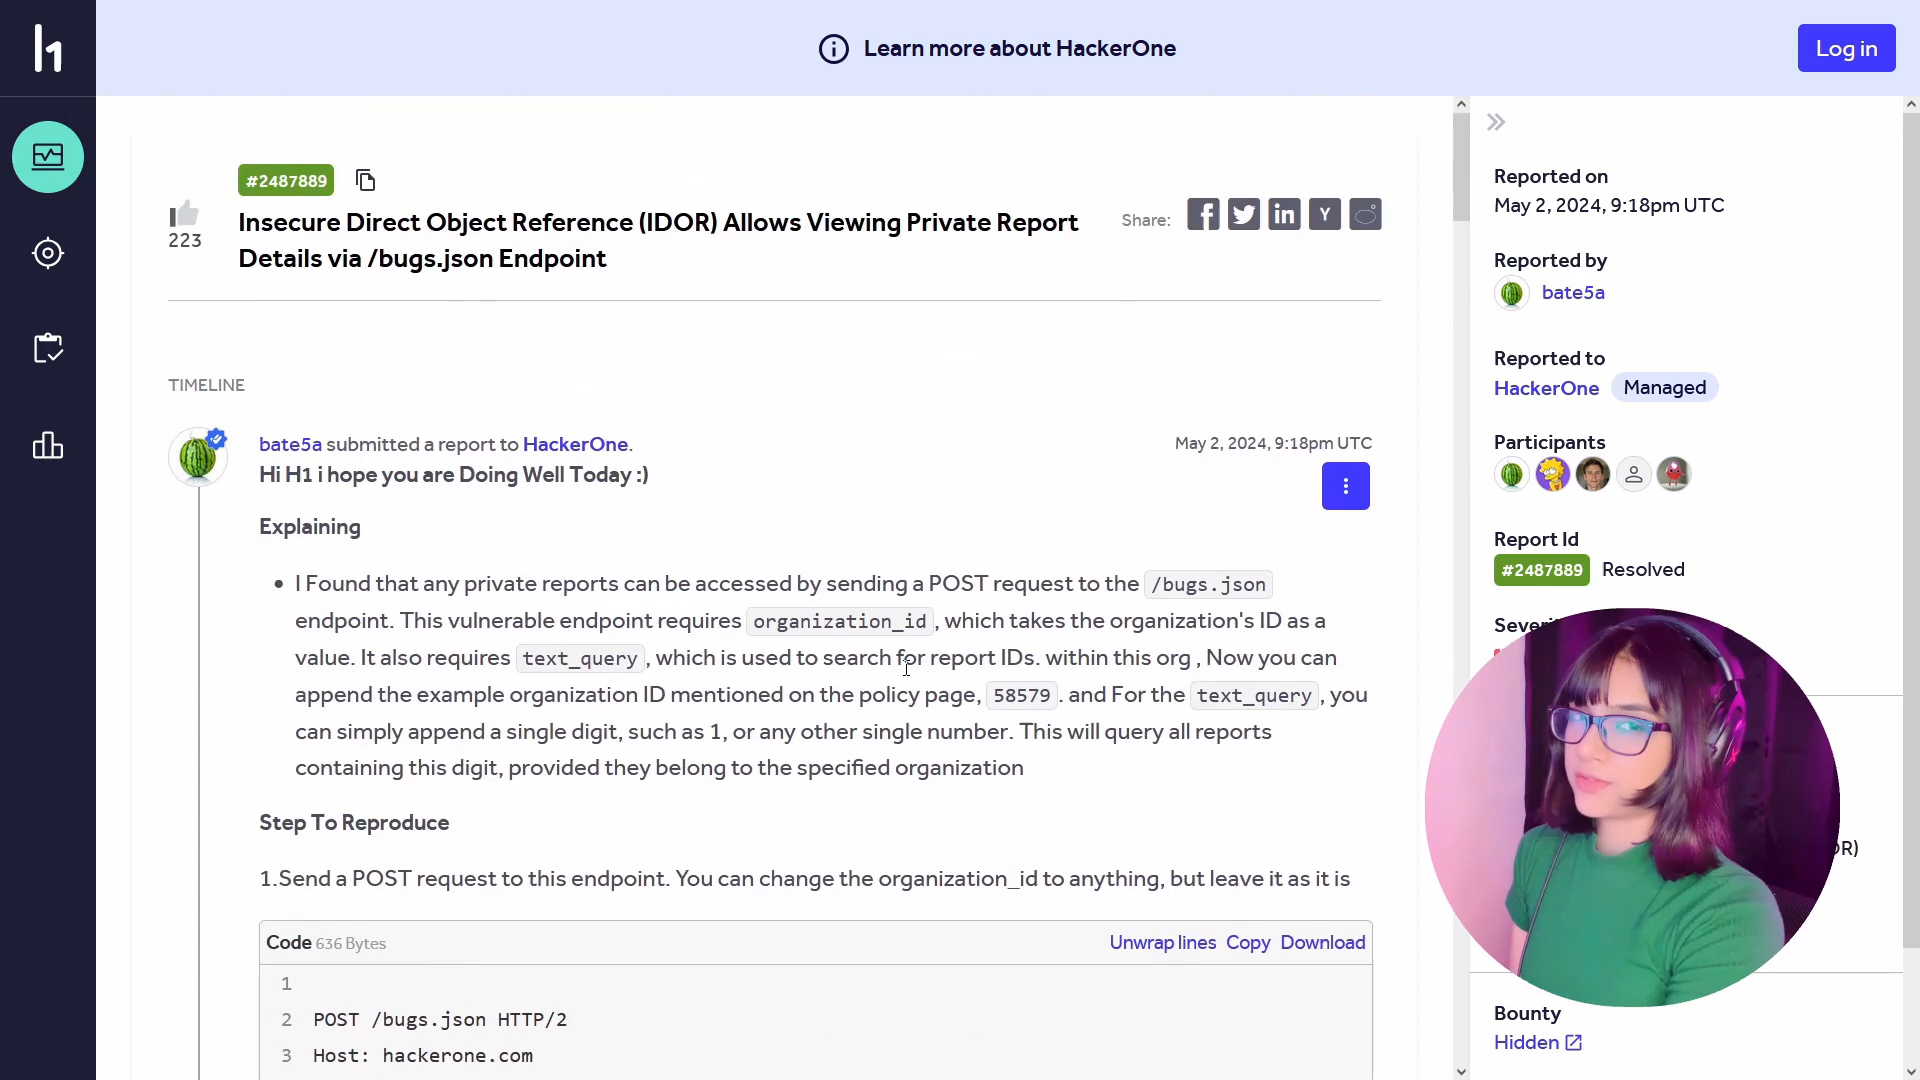 Learn more about HackerOne
Log in
#2487889
223
Insecure Direct Object Reference (IDOR) Allows Viewing Private Report
Details via /bugs.json Endpoint
Share:
TIMELINE
bate5a submitted a report to HackerOne.
May 2, 2024, 9:18pm UTC
Hi H1 i hope you are Doing Well Today :)
Explaining
I Found that any private reports can be accessed by sending a POST request to the /bugs.json
endpoint. This vulnerable endpoint requires organization_id, which takes the organization's ID as a
value. It also requires text_query, which is used to search for report IDs. within this org , Now you can
append the example organization ID mentioned on the policy page, 58579. and For the text_query, you
can simply append a single digit, such as 1, or any other single number. This will query all reports
containing this digit, provided they belong to the specified organization
Step To Reproduce
1.Send a POST request to this endpoint. You can change the organization_id to anything, but leave it as it is
Code 636 Bytes
Unwrap lines Copy Download
1
2 POST /bugs.json HTTP/2
3 Host: hackerone.com
Reported on
May 2, 2024, 9:18pm UTC
Reported by
bate5a
Reported to
HackerOne Managed
Participants
Report Id
#2487889 Resolved
Bounty
Hidden